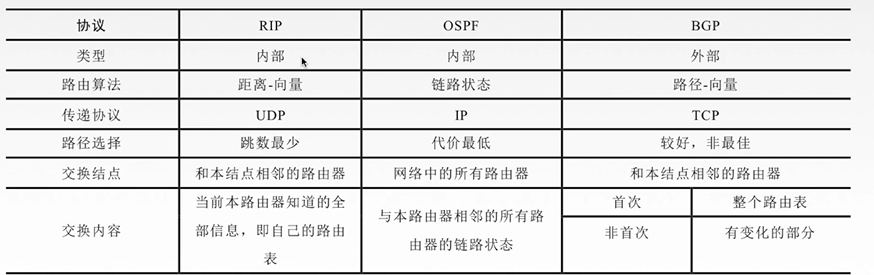 协议 RIP OSPF BGP
类型 内部 内部 外部
路由算法 距离-向量 链路状态 路径-向量
传递协议 UDP IP TCP
路径选择 跳数最少 代价最低 较好，非最佳
交换结点 和本结点相邻的路由器 网络中的所有路由器 和本结点相邻的路由器
交换内容
当前本路由器知道的全
部信息，即自己的路由
表
与本路由器相邻的所有路
由器的链路状态
首次 整个路由表
非首次 有变化的部分